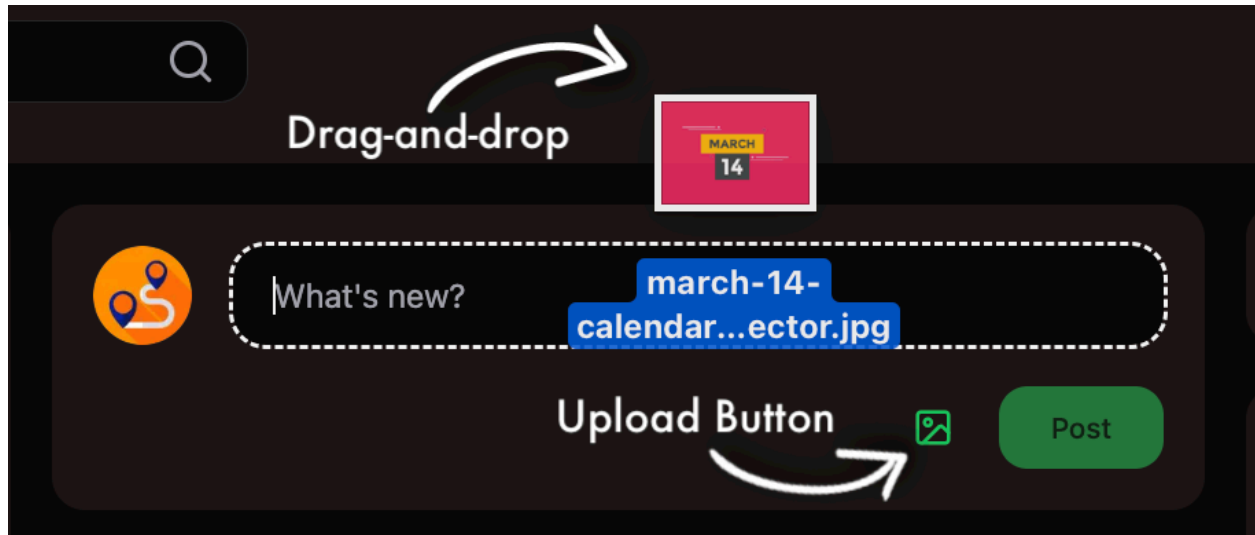 Drag-and-drop
MARCH
14
What's new?
march-14-
calendar...ector.jpg
Upload Button
Post